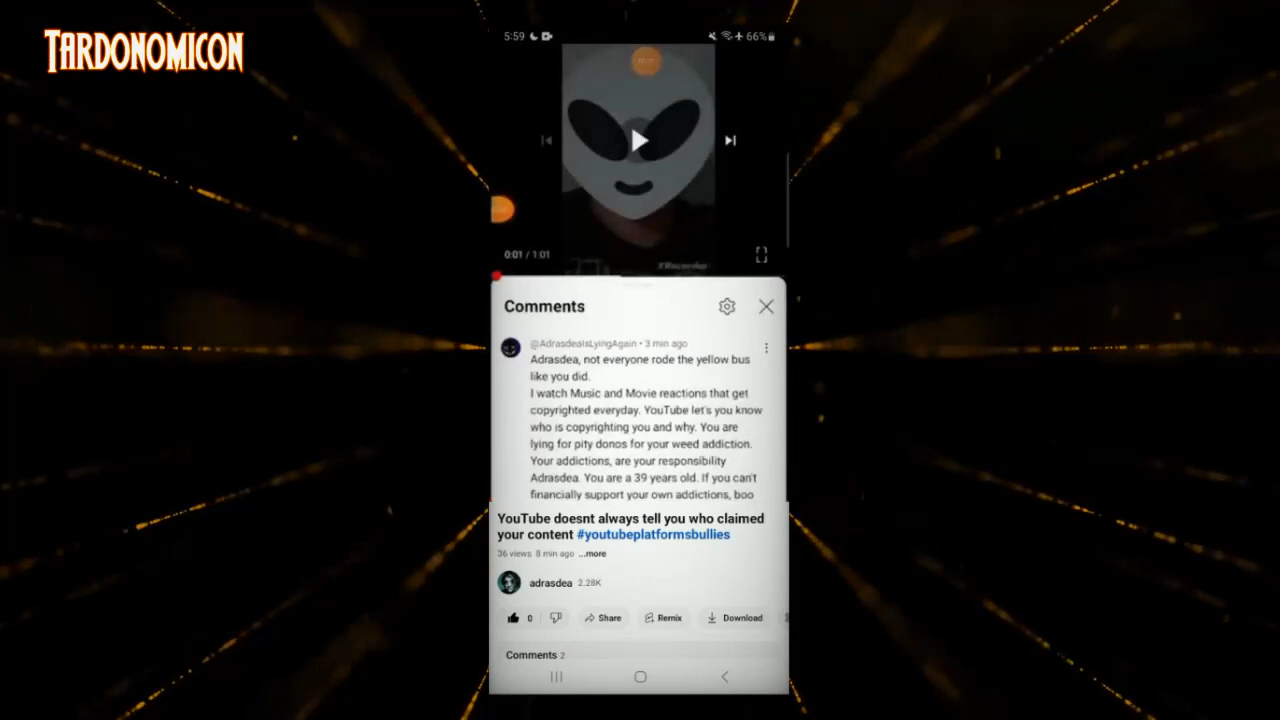 TARDONOMICON
5:59 66%
0:01 / 1:01
Comments
@AdrasdeaIsLyingAgain • 3 min ago
Adrasdea, not everyone rode the yellow bus
like you did.
I watch Music and Movie reactions that get
copyrighted everyday. YouTube let's you know
who is copyrighting you and why. You are
lying for pity donos for your weed addiction.
Your addictions, are your responsibility
Adrasdea. You are a 39 years old. If you can't
financially support your own addictions, boo
YouTube doesnt always tell you who claimed
your content #youtubeplatformsbullies
36 views 8 min ago ...more
adrasdea 2.28K
0 Share Remix Download
Comments 2